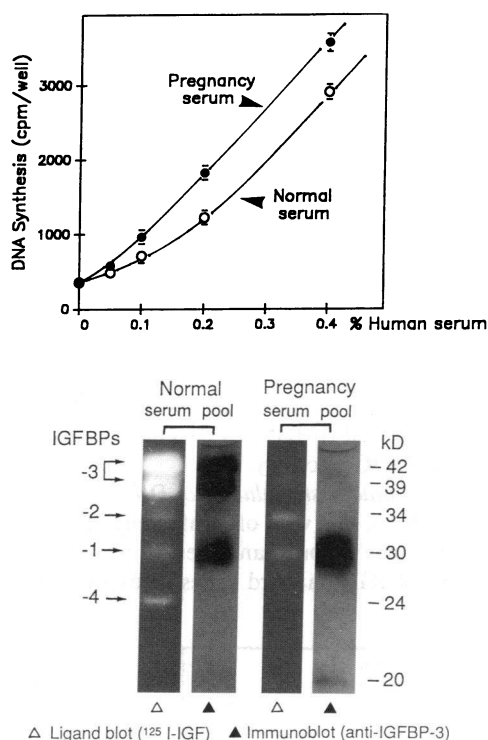 DNA Synthesis (cpm/well)
3000
2000
1000
0
Pregnancy
serum
Normal
serum
0 0.1 0.2 0.3 0.4 % Human serum
Normal Pregnancy
serum pool serum pool
IGFBPs kD
-3
-2
-1
-4
- 42
- 39
- 34
- 30
- 24
- 20
△ ▲ △ ▲
△ Ligand blot (¹²⁵ I-IGF) ▲ Immunoblot (anti-IGFBP-3)